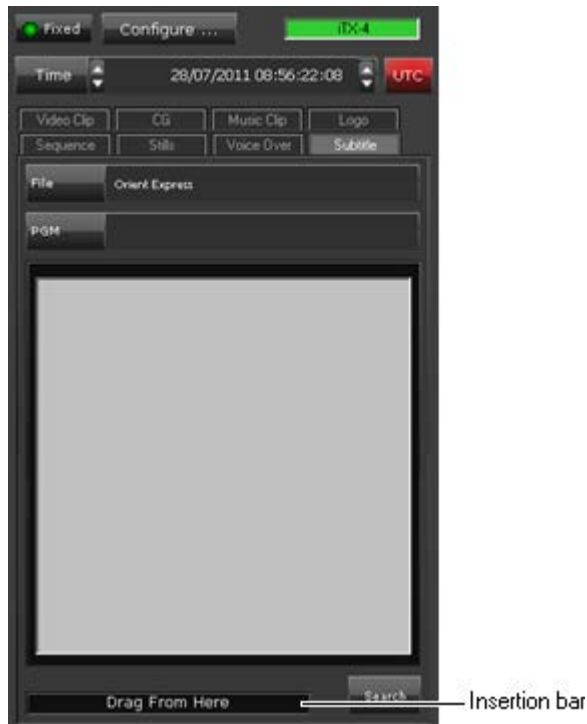 Fixed Configure ... iTX-4
Time 28/07/2011 08:56:22:08 UTC
Video Clip CG Music Clip Logo
Sequence Stills Voice Over Subtitle
File Orient Express
PGM
Search
Drag From Here Insertion bar